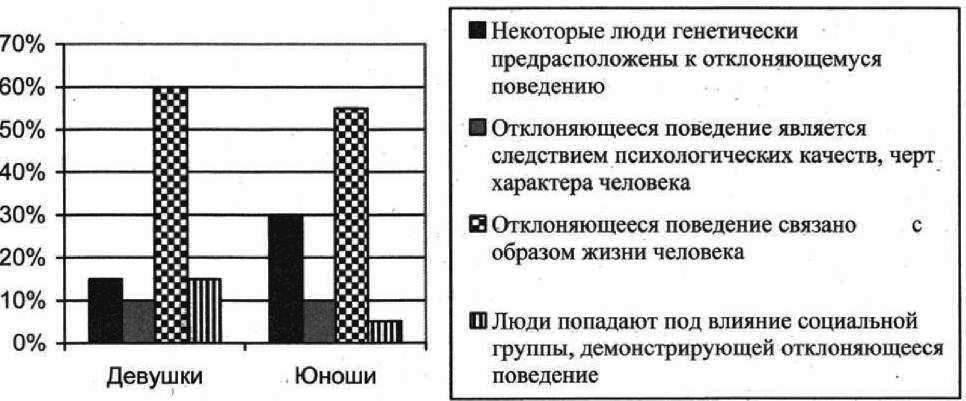 70%
60%
50%
40%
30%
20%
10%
0%
Девушки
Юноши
Некоторые люди генетически
предрасположены к отклоняющемуся
поведению
Отклоняющееся поведение является
следствием психологических качеств, черт
характера человека
Отклоняющееся поведение связано с
образом жизни человека
Люди попадают под влияние социальной
группы, демонстрирующей отклоняющееся
поведение